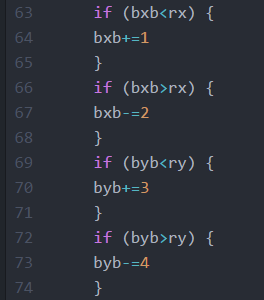 63 if (bxb<rx) {
64 bxb+=1
65 }
66 if (bxb>rx) {
67 bxb-=2
68 }
69 if (byb<ry) {
70 byb+=3
71 }
72 if (byb>ry) {
73 byb-=4
74 }